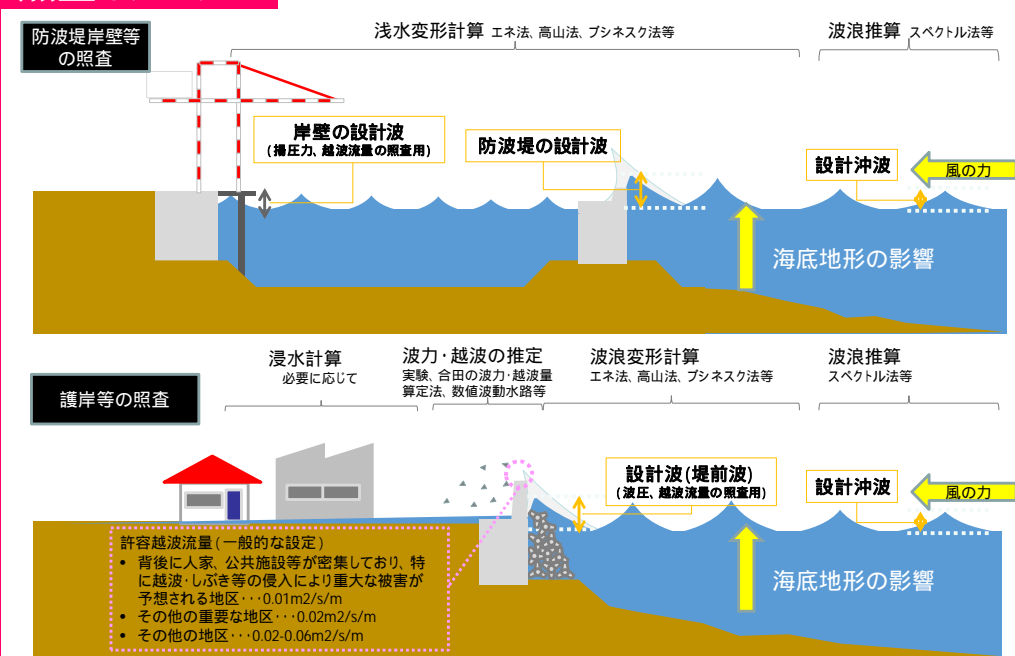 防波堤岸壁等
の照査
浅水変形計算 エネ法、高山法、ブシネスク法等
波浪推算 スペクトル法等
岸壁の設計波
(揚圧力、越波流量の照査用)
防波堤の設計波
設計沖波
風の力
海底地形の影響
護岸等の照査
浸水計算
必要に応じて
波力・越波の推定
実験、合田の波力・越波量
算定法、数値波動水路等
波浪変形計算
エネ法、高山法、ブシネスク法等
波浪推算
スペクトル法等
設計波(堤前波)
(波圧、越波流量の照査用)
設計沖波
風の力
海底地形の影響
許容越波流量(一般的な設定)
• 背後に人家、公共施設等が密集しており、特
に越波・しぶき等の侵入により重大な被害が
予想される地区・・・0.01m2/s/m
• その他の重要な地区・・・0.02m2/s/m
• その他の地区・・・0.02-0.06m2/s/m